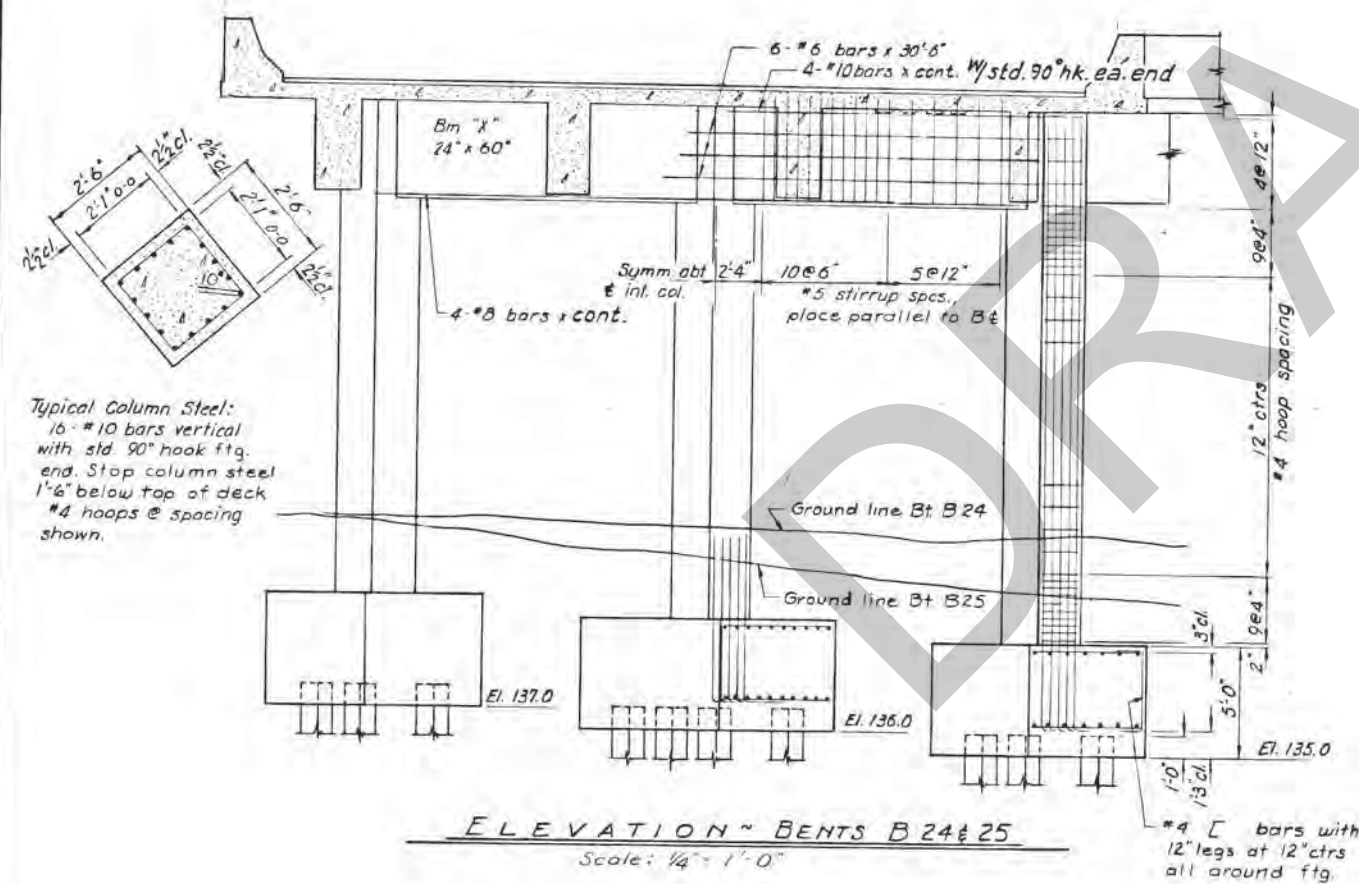 6-#6 bars x 30'-6"
4-#10 bars x cont. W/std. 90° hk. ea. end
Bm "X"
24" x 60"
2'-6"
2½" cl.
2'-1" o-o
2½" cl.
2½" cl.
2'-6"
2'-1" o-o
2½" cl.
10"
4@12"
9@4"
12" ctrs
#4 hoop spacing
9@4"
2"
Symm abt
℄ int. col.
2'-4"
10@6"
5@12"
#5 stirrup spcs.,
place parallel to B℄
4-#8 bars x cont.
Typical Column Steel:
16-#10 bars vertical
with std. 90° hook ftg.
end. Stop column steel
1'-6" below top of deck
#4 hoops @ spacing
shown.
Ground line Bt. B24
Ground line Bt B25
3" cl.
5'-0"
El. 137.0
El. 136.0
El. 135.0
1'-0"
1'-3" cl.
#4 [ bars with
12" legs at 12" ctrs
all around ftg.
ELEVATION ~ BENTS B 24 & 25
Scale: ¼" = 1'-0"
DRA